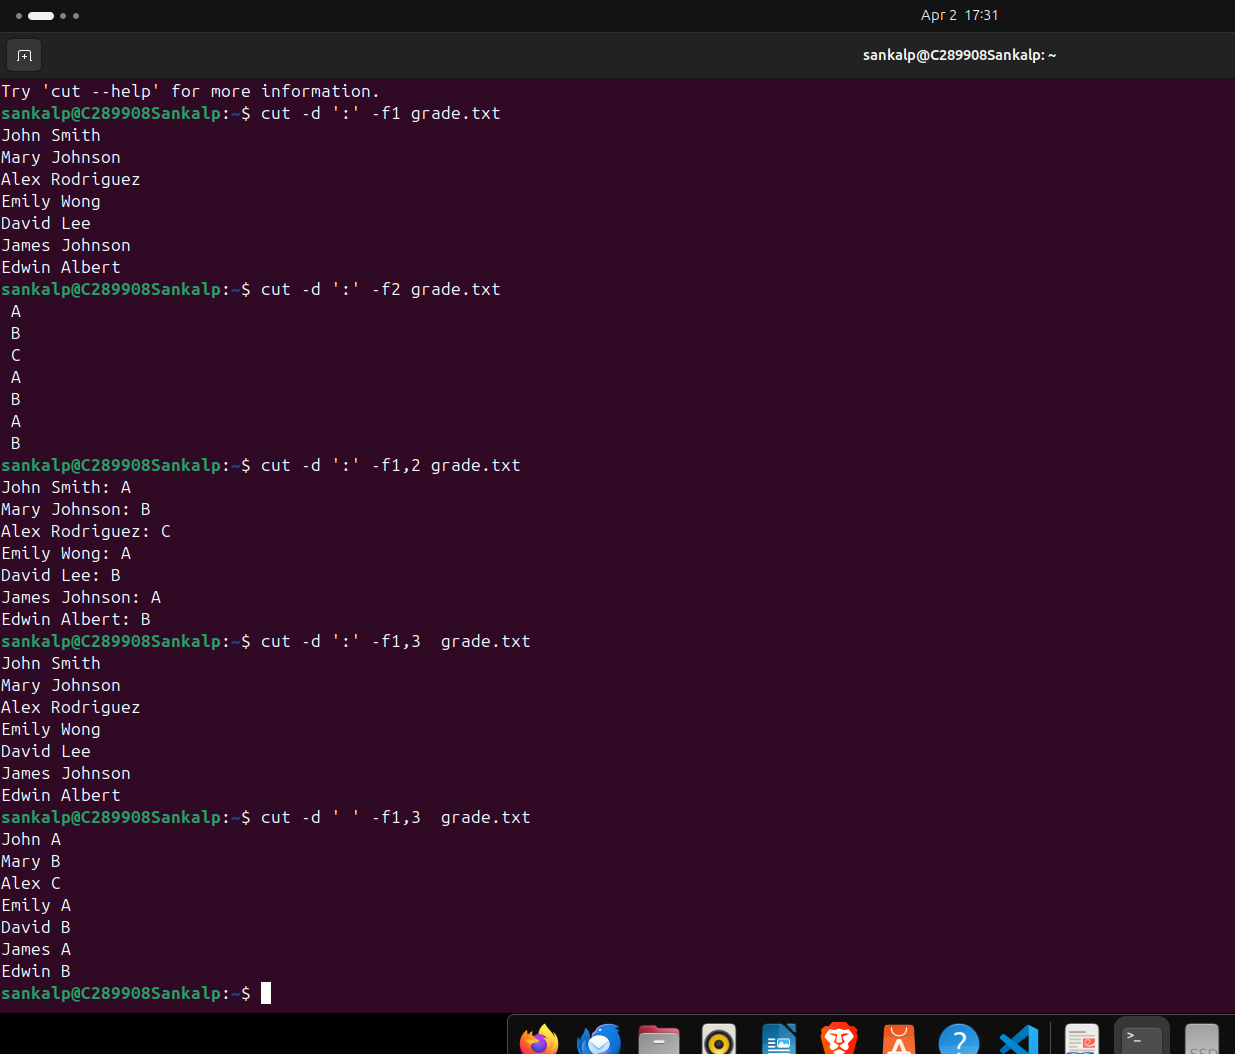 Apr 2 17:31
sankalp@C289908Sankalp: ~
Try 'cut --help' for more information.
sankalp@C289908Sankalp:~$ cut -d ':' -f1 grade.txt
John Smith
Mary Johnson
Alex Rodriguez
Emily Wong
David Lee
James Johnson
Edwin Albert
sankalp@C289908Sankalp:~$ cut -d ':' -f2 grade.txt
 A
 B
 C
 A
 B
 A
 B
sankalp@C289908Sankalp:~$ cut -d ':' -f1,2 grade.txt
John Smith: A
Mary Johnson: B
Alex Rodriguez: C
Emily Wong: A
David Lee: B
James Johnson: A
Edwin Albert: B
sankalp@C289908Sankalp:~$ cut -d ':' -f1,3  grade.txt
John Smith
Mary Johnson
Alex Rodriguez
Emily Wong
David Lee
James Johnson
Edwin Albert
sankalp@C289908Sankalp:~$ cut -d ' ' -f1,3  grade.txt
John A
Mary B
Alex C
Emily A
David B
James A
Edwin B
sankalp@C289908Sankalp:~$
>_
SSD